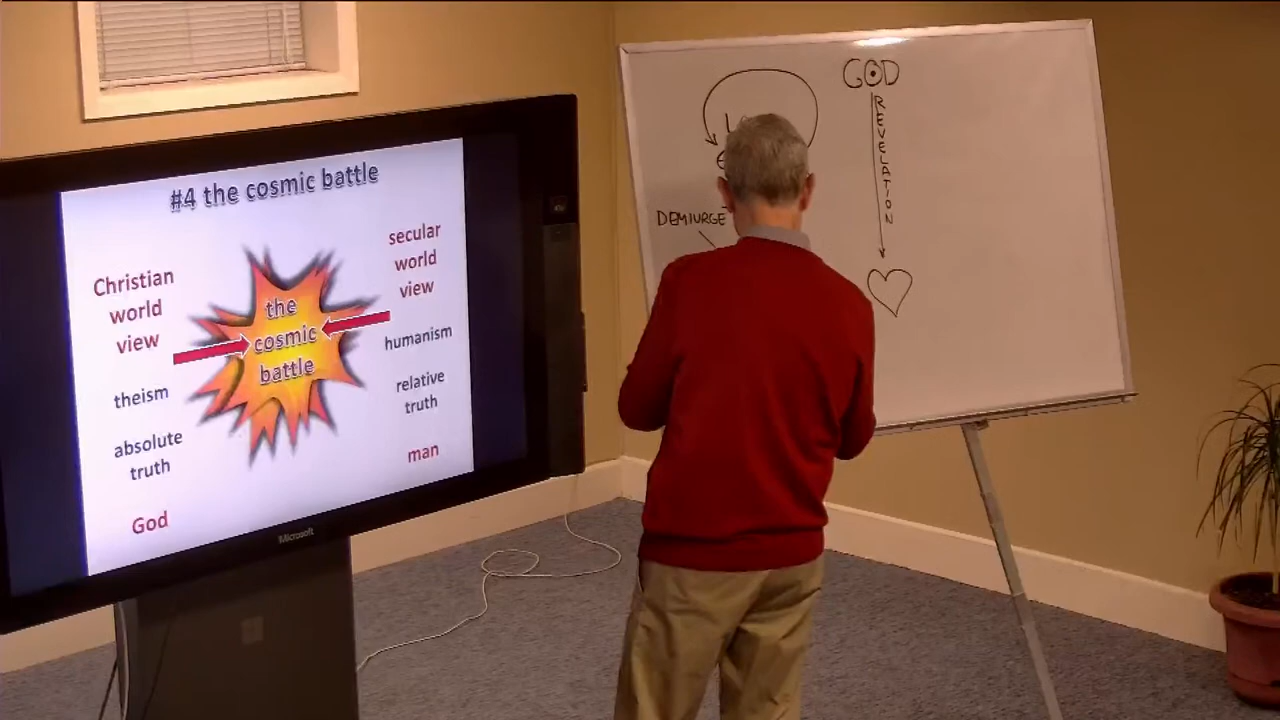 #4 the cosmic battle
Christian
world
view
theism
absolute
truth
God
the
cosmic
battle
secular
world
view
humanism
relative
truth
man
Microsoft
GOD
REVELATION
DEMIURGE